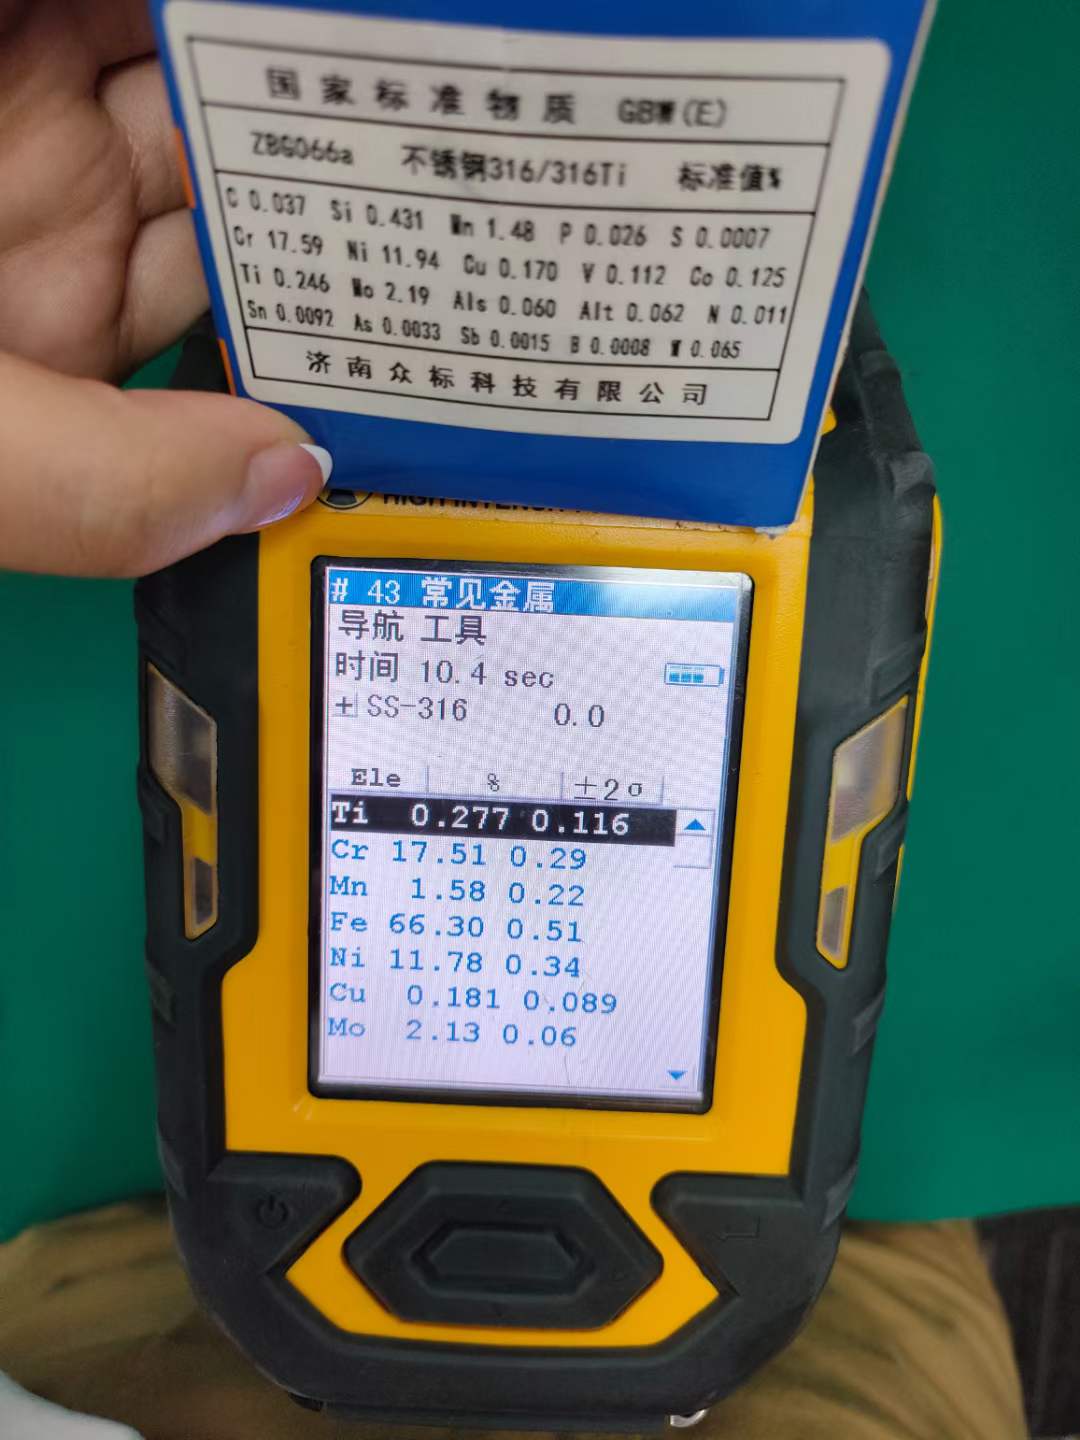 国家标准物质 GBW(E)
ZBG066a 不锈钢316/316Ti 标准值%
C 0.037 Si 0.431 Mn 1.48 P 0.026 S 0.0007
Cr 17.59 Ni 11.94 Cu 0.170 V 0.112 Co 0.125
Ti 0.246 Mo 2.19 Als 0.060 Alt 0.062 N 0.011
Sn 0.0092 As 0.0033 Sb 0.0015 B 0.0008 W 0.065
济南众标科技有限公司
HIGH
# 43 常见金属
导航 工具
时间 10.4 sec
+ SS-316 0.0
Ele % ±2σ
Ti 0.277 0.116
Cr 17.51 0.29
Mn 1.58 0.22
Fe 66.30 0.51
Ni 11.78 0.34
Cu 0.181 0.089
Mo 2.13 0.06